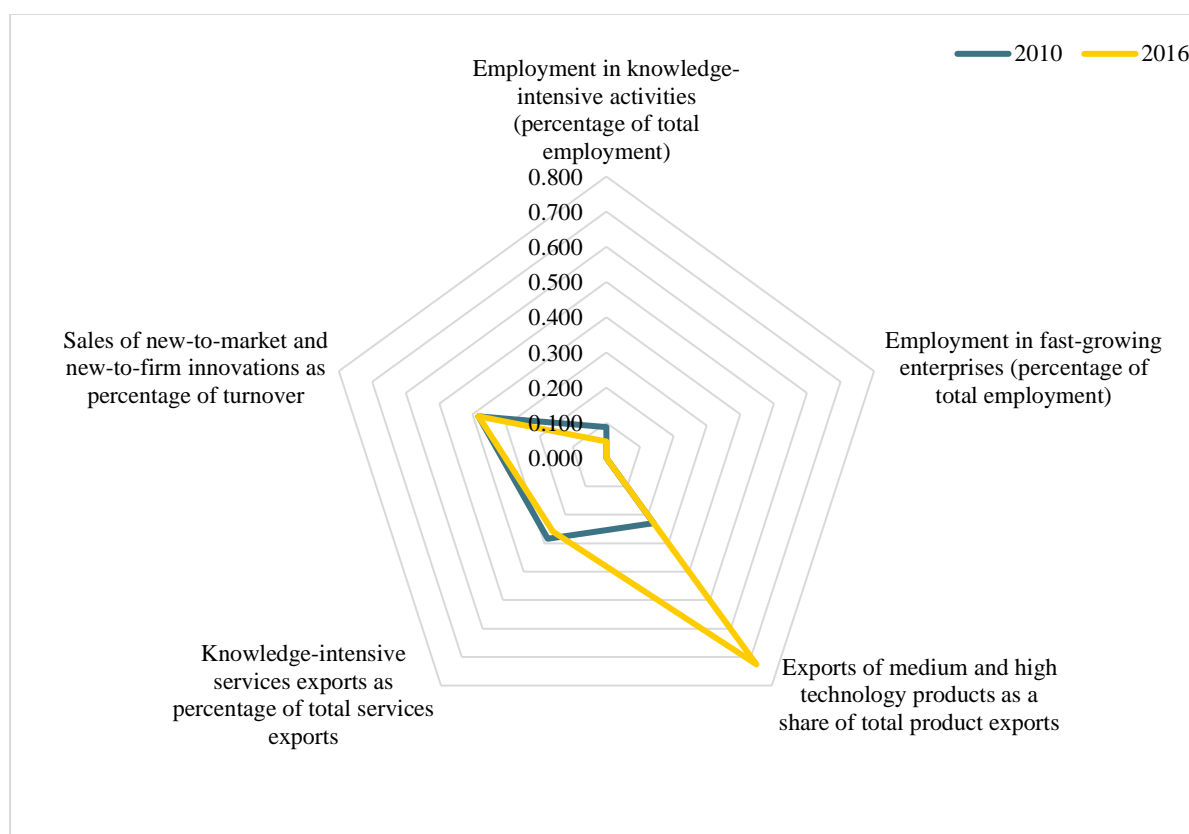 2010
2016
Employment in knowledge-
intensive activities
(percentage of total
employment)
0.800
0.700
0.600
0.500
0.400
0.300
0.200
0.100
0.000
Employment in fast-growing
enterprises (percentage of
total employment)
Exports of medium and high
technology products as a
share of total product exports
Knowledge-intensive
services exports as
percentage of total services
exports
Sales of new-to-market and
new-to-firm innovations as
percentage of turnover